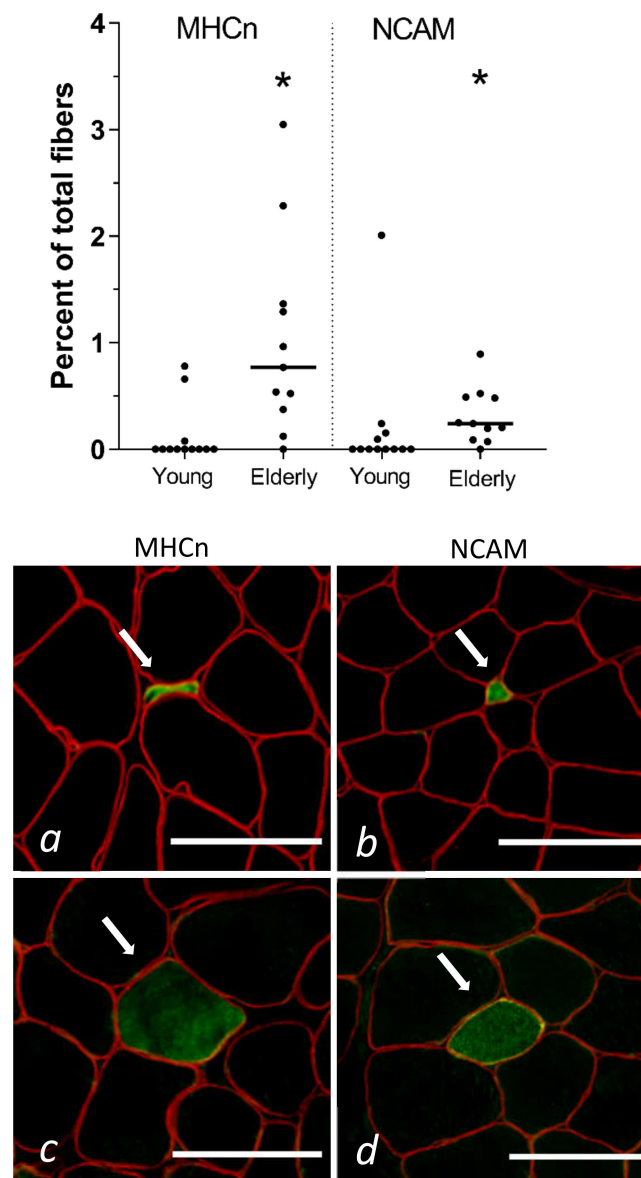 MHCn NCAM
* *
Percent of total fibers
4
3
2
1
0
Young Elderly Young Elderly
MHCn NCAM
a b
c d